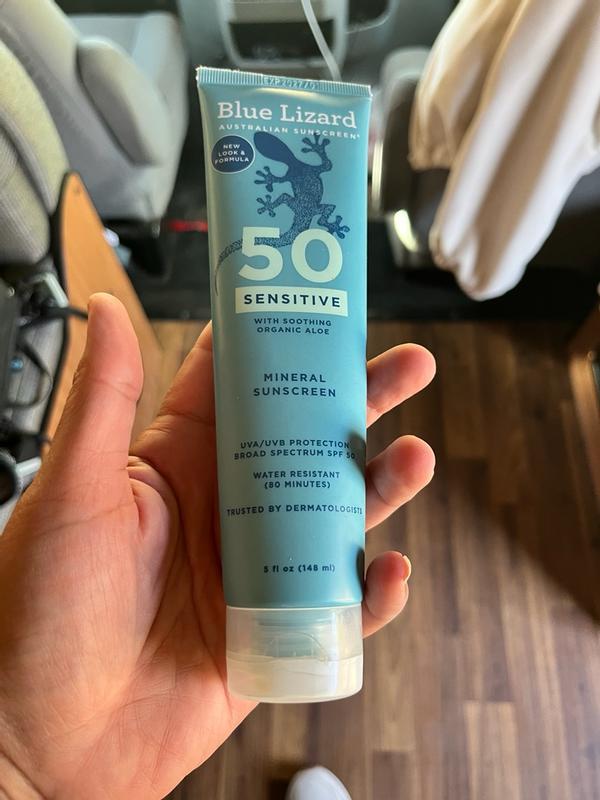 Blue Lizard
AUSTRALIAN SUNSCREEN®
NEW
LOOK &
FORMULA
50
SENSITIVE
WITH SOOTHING
ORGANIC ALOE
MINERAL
SUNSCREEN
UVA/UVB PROTECTION
BROAD SPECTRUM SPF 50
WATER RESISTANT
(80 MINUTES)
TRUSTED BY DERMATOLOGISTS
5 fl oz (148 ml)